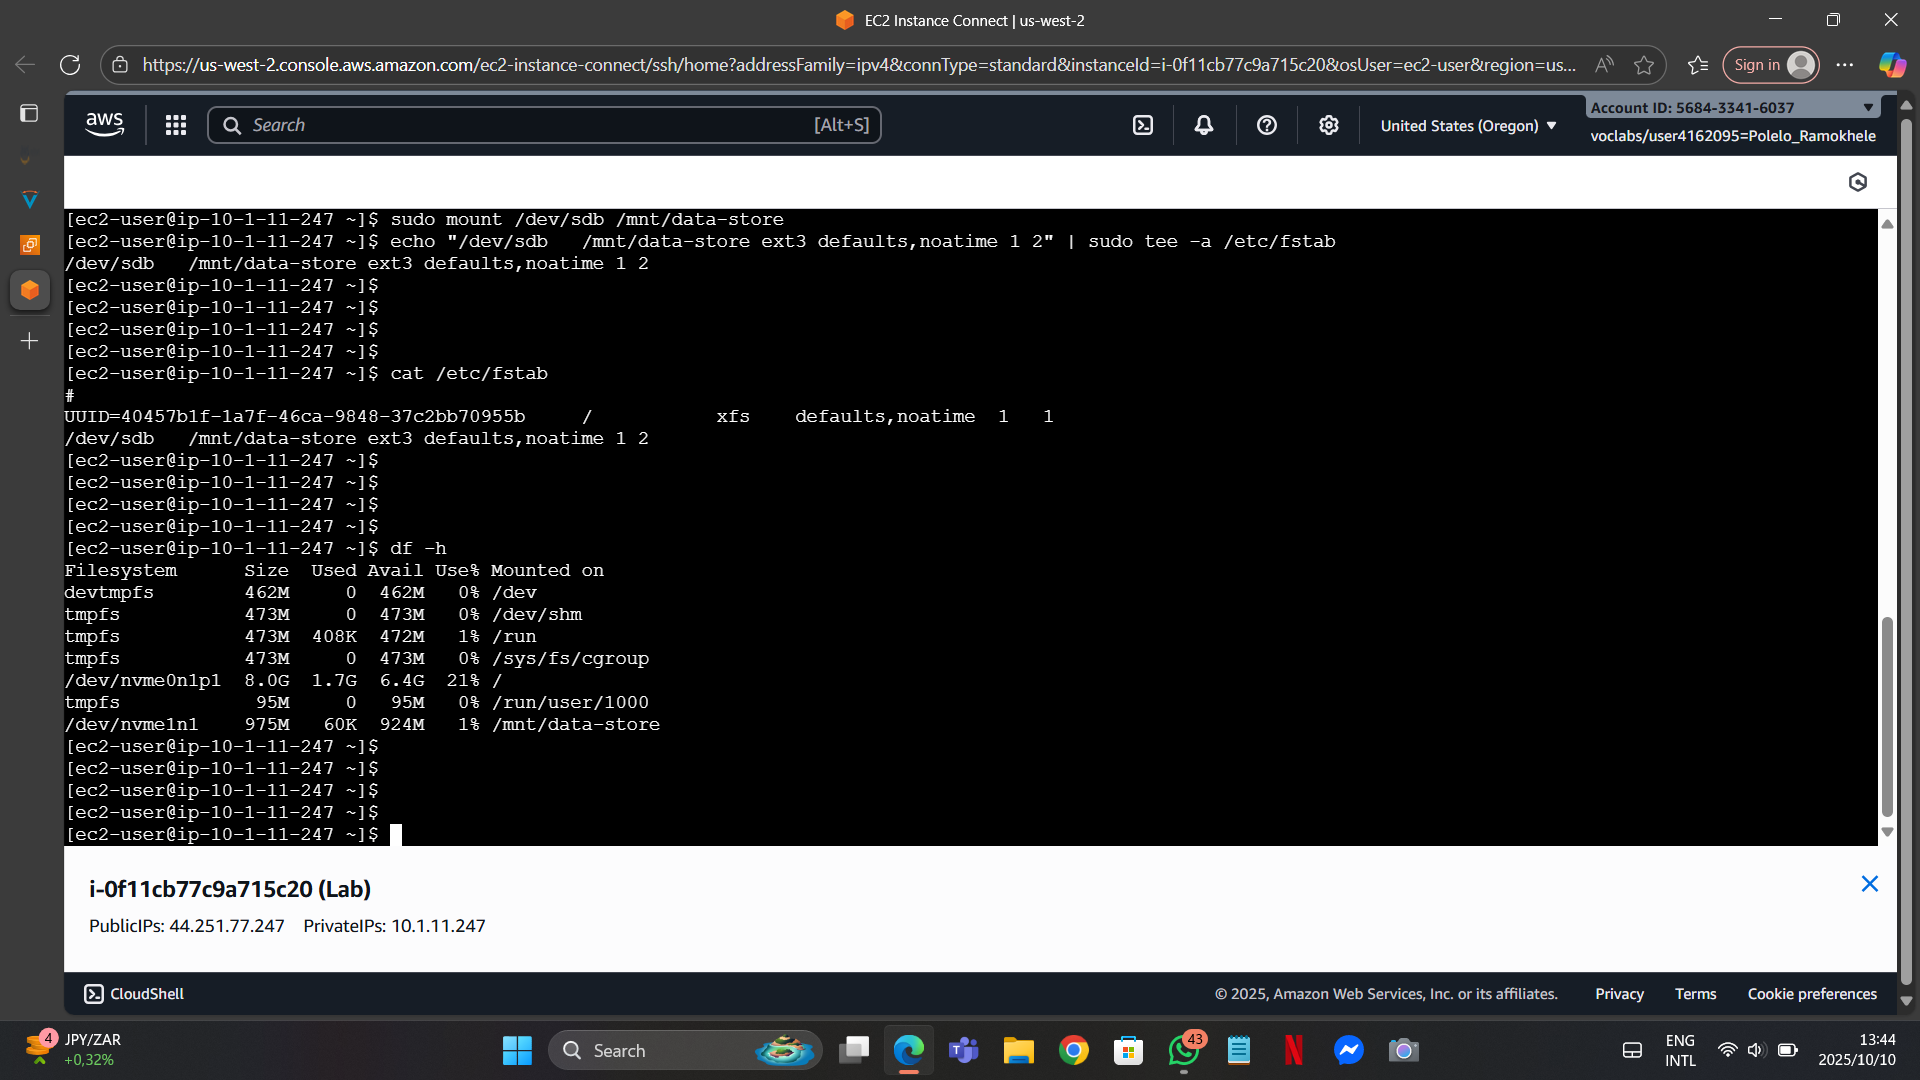 EC2 Instance Connect | us-west-2
https://us-west-2.console.aws.amazon.com/ec2-instance-connect/ssh/home?addressFamily=ipv4&connType=standard&instanceId=i-0f11cb77c9a715c20&osUser=ec2-user&region=us...
Sign in
aws
Search
[Alt+S]
United States (Oregon)
Account ID: 5684-3341-6037
voclabs/user4162095=Polelo_Ramokhele
[ec2-user@ip-10-1-11-247 ~]$ sudo mount /dev/sdb /mnt/data-store
[ec2-user@ip-10-1-11-247 ~]$ echo "/dev/sdb   /mnt/data-store ext3 defaults,noatime 1 2" | sudo tee -a /etc/fstab
/dev/sdb   /mnt/data-store ext3 defaults,noatime 1 2
[ec2-user@ip-10-1-11-247 ~]$
[ec2-user@ip-10-1-11-247 ~]$
[ec2-user@ip-10-1-11-247 ~]$
[ec2-user@ip-10-1-11-247 ~]$
[ec2-user@ip-10-1-11-247 ~]$ cat /etc/fstab
#
UUID=40457b1f-1a7f-46ca-9848-37c2bb70955b     /           xfs    defaults,noatime  1   1
/dev/sdb   /mnt/data-store ext3 defaults,noatime 1 2
[ec2-user@ip-10-1-11-247 ~]$
[ec2-user@ip-10-1-11-247 ~]$
[ec2-user@ip-10-1-11-247 ~]$
[ec2-user@ip-10-1-11-247 ~]$
[ec2-user@ip-10-1-11-247 ~]$ df -h
Filesystem      Size  Used Avail Use% Mounted on
devtmpfs        462M     0  462M   0% /dev
tmpfs           473M     0  473M   0% /dev/shm
tmpfs           473M  408K  472M   1% /run
tmpfs           473M     0  473M   0% /sys/fs/cgroup
/dev/nvme0n1p1  8.0G  1.7G  6.4G  21% /
tmpfs            95M     0   95M   0% /run/user/1000
/dev/nvme1n1    975M   60K  924M   1% /mnt/data-store
[ec2-user@ip-10-1-11-247 ~]$
[ec2-user@ip-10-1-11-247 ~]$
[ec2-user@ip-10-1-11-247 ~]$
[ec2-user@ip-10-1-11-247 ~]$
[ec2-user@ip-10-1-11-247 ~]$
i-0f11cb77c9a715c20 (Lab)
PublicIPs: 44.251.77.247 PrivateIPs: 10.1.11.247
CloudShell
© 2025, Amazon Web Services, Inc. or its affiliates.
Privacy
Terms
Cookie preferences
4
JPY/ZAR
+0,32%
Search
43
ENG
INTL
13:44
2025/10/10